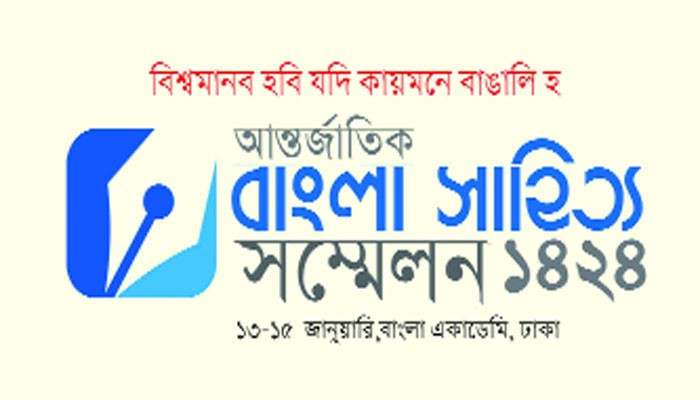 বিশ্বমানব হবি যদি কায়মনে বাঙালি হ
আন্তর্জাতিক
বাংলা সাহিত্য
সম্মেলন ১৪২৪
১৩-১৫ জানুয়ারি,বাংলা একাডেমি, ঢাকা